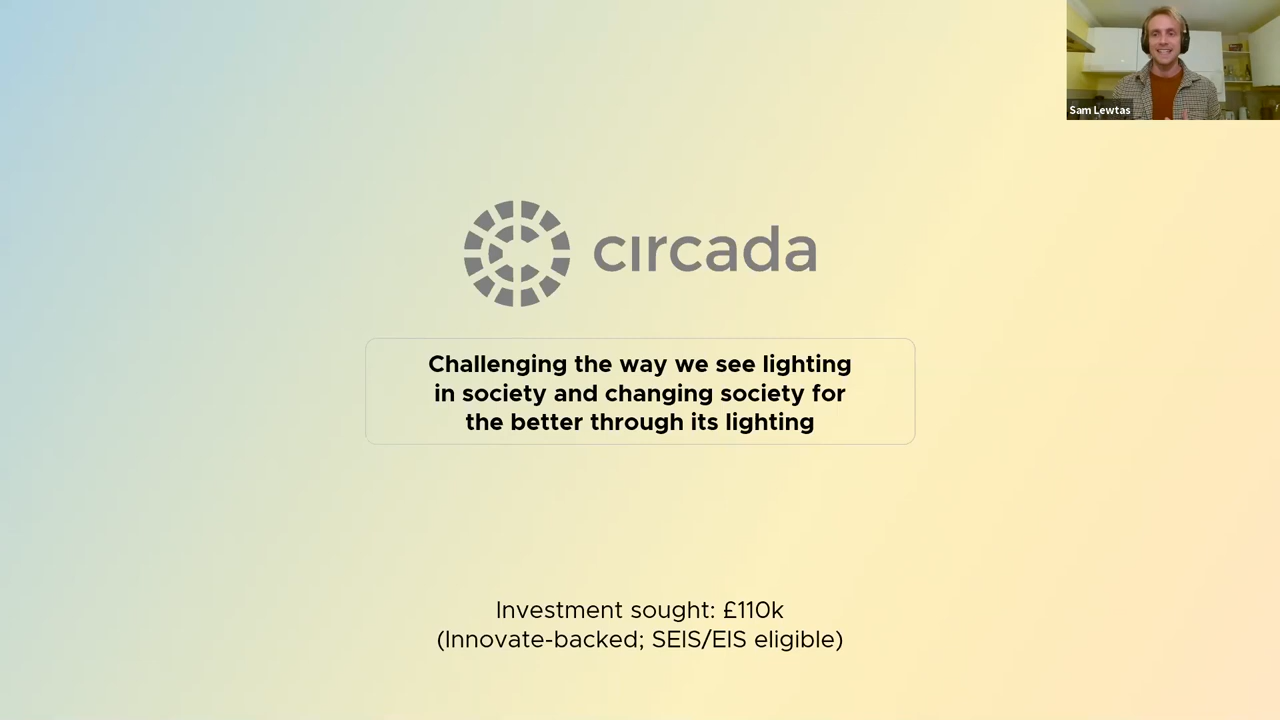 Sam Lewtas
circada
Challenging the way we see lighting
in society and changing society for
the better through its lighting
Investment sought: £110k
(Innovate-backed; SEIS/EIS eligible)